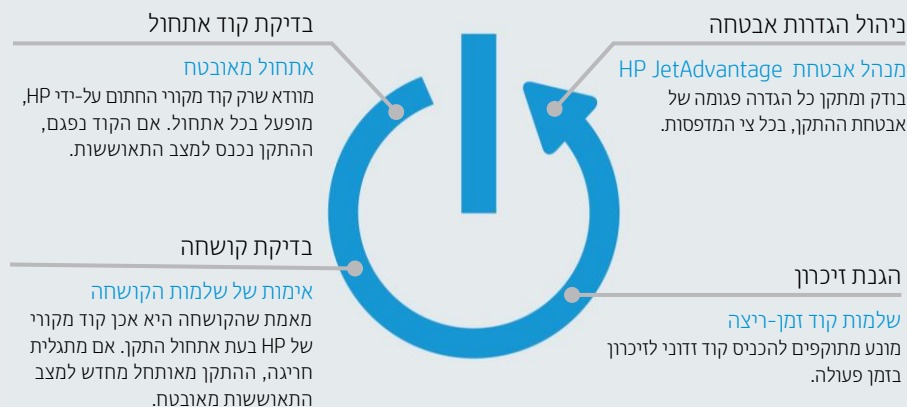 ניהול הגדרות אבטחה
מנהל אבטחת HP JetAdvantage
בודק ומתקן כל הגדרה פגומה של
אבטחת ההתקן, בכל צי המדפסות.
בדיקת קוד אתחול
אתחול מאובטח
מוודא שרק קוד מקורי החתום על-ידי HP,
מופעל בכל אתחול. אם הקוד נפגם,
ההתקן נכנס למצב התאוששות.
הגנת זיכרון
שלמות קוד זמן-ריצה
מונע מתוקפים להכניס קוד זדוני לזיכרון
בזמן פעולה.
בדיקת קושחה
אימות של שלמות הקושחה
מאמת שהקושחה היא אכן קוד מקורי
של HP בעת אתחול התקן. אם מתגלית
חריגה, ההתקן מאותחל מחדש למצב
התאוששות מאובטח.